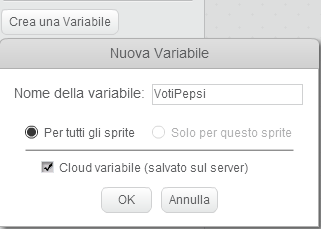 Crea una Variabile
Nuova Variabile
Nome della variabile: VotiPepsi
Per tutti gli sprite Solo per questo sprite
Cloud variabile (salvato sul server)
OK Annulla